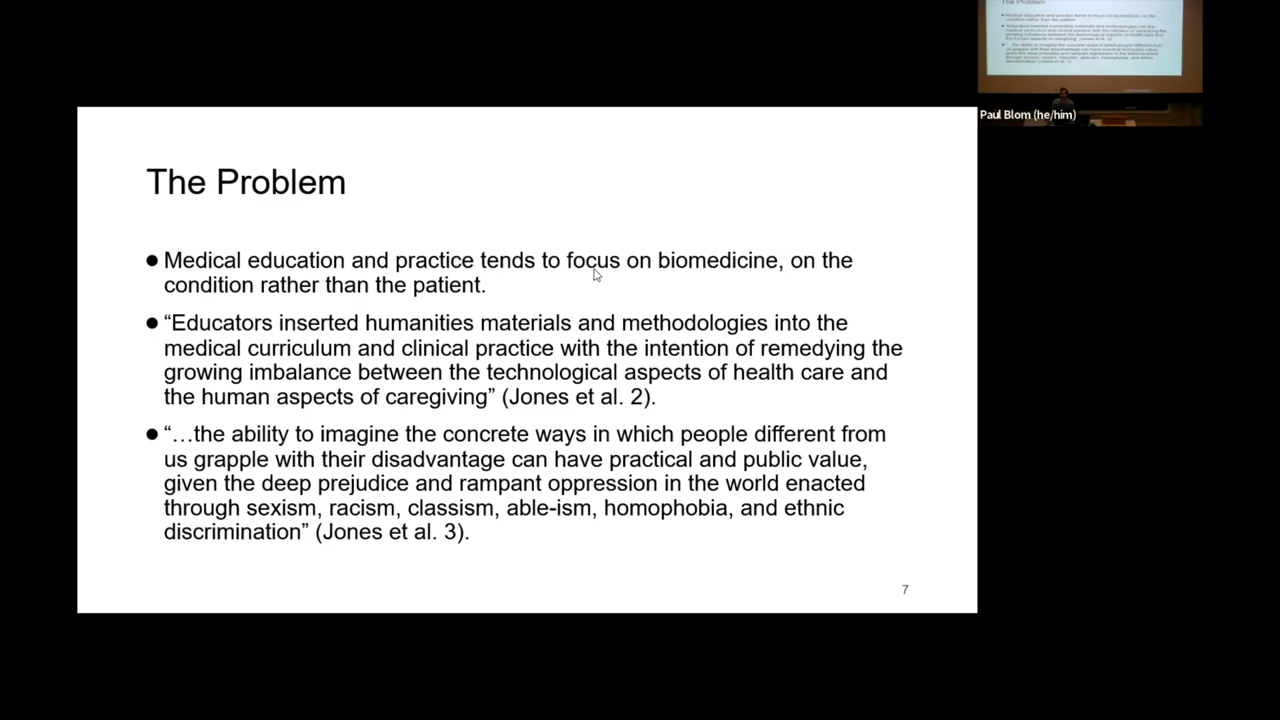 The Problem
● Medical education and practice tends to focus on biomedicine, on the
condition rather than the patient.
● “Educators inserted humanities materials and methodologies into the
medical curriculum and clinical practice with the intention of remedying the
growing imbalance between the technological aspects of health care and
the human aspects of caregiving” (Jones et al. 2).
● “…the ability to imagine the concrete ways in which people different from
us grapple with their disadvantage can have practical and public value,
given the deep prejudice and rampant oppression in the world enacted
through sexism, racism, classism, able-ism, homophobia, and ethnic
discrimination” (Jones et al. 3).
7
The Problem
Paul Blom (he/him)